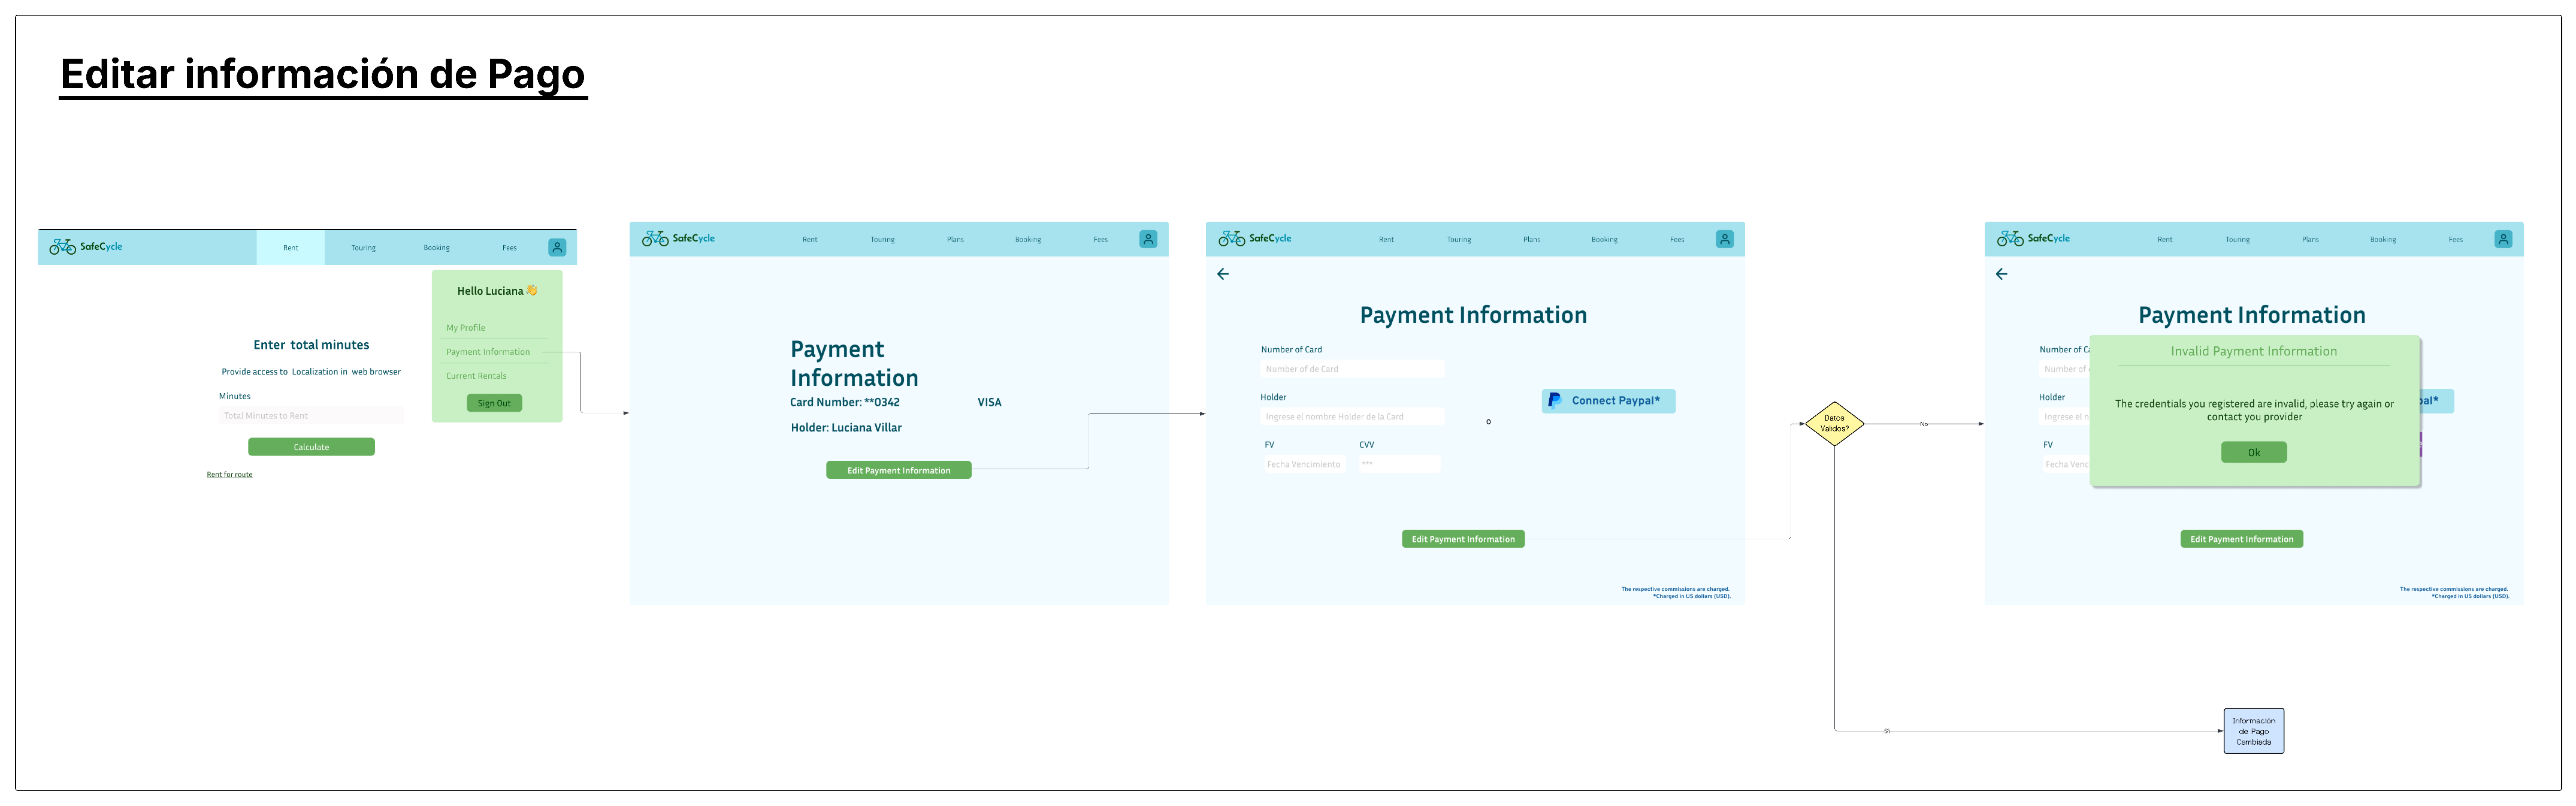 Editar información de Pago
SafeCycle
Rent
Touring
Booking
Fees
Hello Luciana 👋
My Profile
Payment Information
Current Rentals
Sign Out
Enter total minutes
Provide access to Localization in web browser
Minutes
Total Minutes to Rent
Calculate
Rent for route
SafeCycle
Rent
Touring
Plans
Booking
Fees
Payment
Information
Card Number: **0342
VISA
Holder: Luciana Villar
Edit Payment Information
SafeCycle
Rent
Touring
Plans
Booking
Fees
Payment Information
Number of Card
Number of de Card
Holder
Ingrese el nombre Holder de la Card
FV
CVV
Fecha Vencimiento
***
o
Connect Paypal*
Edit Payment Information
The respective commissions are charged.
*Charged in US dollars (USD).
Datos
Validos?
No
Si
SafeCycle
Rent
Touring
Plans
Booking
Fees
Payment Information
Number of Ca
Number of
Holder
Ingrese el n
FV
Fecha Venc
Invalid Payment Information
The credentials you registered are invalid, please try again or
contact you provider
Ok
pal*
Edit Payment Information
The respective commissions are charged.
*Charged in US dollars (USD).
Información
de Pago
Cambiada